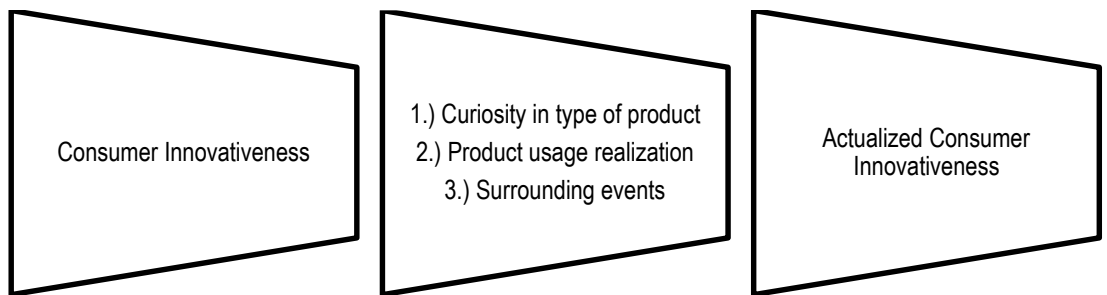 Consumer Innovativeness
1.) Curiosity in type of product
2.) Product usage realization
3.) Surrounding events
Actualized Consumer
Innovativeness